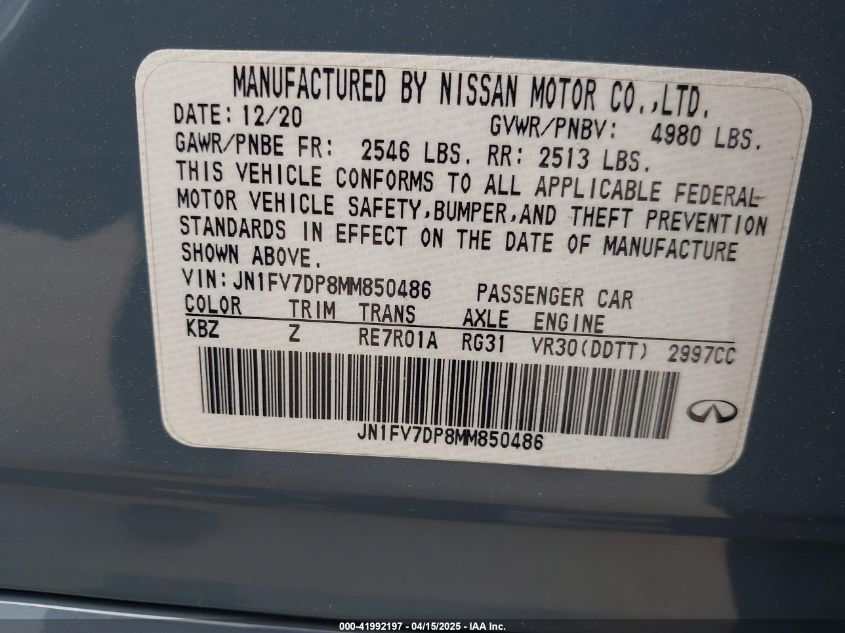 MANUFACTURED BY NISSAN MOTOR CO.,LTD.
DATE: 12/20 GVWR/PNBV: 4980 LBS.
GAWR/PNBE FR: 2546 LBS. RR: 2513 LBS.
THIS VEHICLE CONFORMS TO ALL APPLICABLE FEDERAL
MOTOR VEHICLE SAFETY,BUMPER,AND THEFT PREVENTION
STANDARDS IN EFFECT ON THE DATE OF MANUFACTURE
SHOWN ABOVE.
VIN: JN1FV7DP8MM850486 PASSENGER CAR
COLOR TRIM TRANS AXLE ENGINE
KBZ Z RE7R01A RG31 VR30(DDTT) 2997CC
JN1FV7DP8MM850486
000-41992197 - 04/15/2025 - IAA Inc.